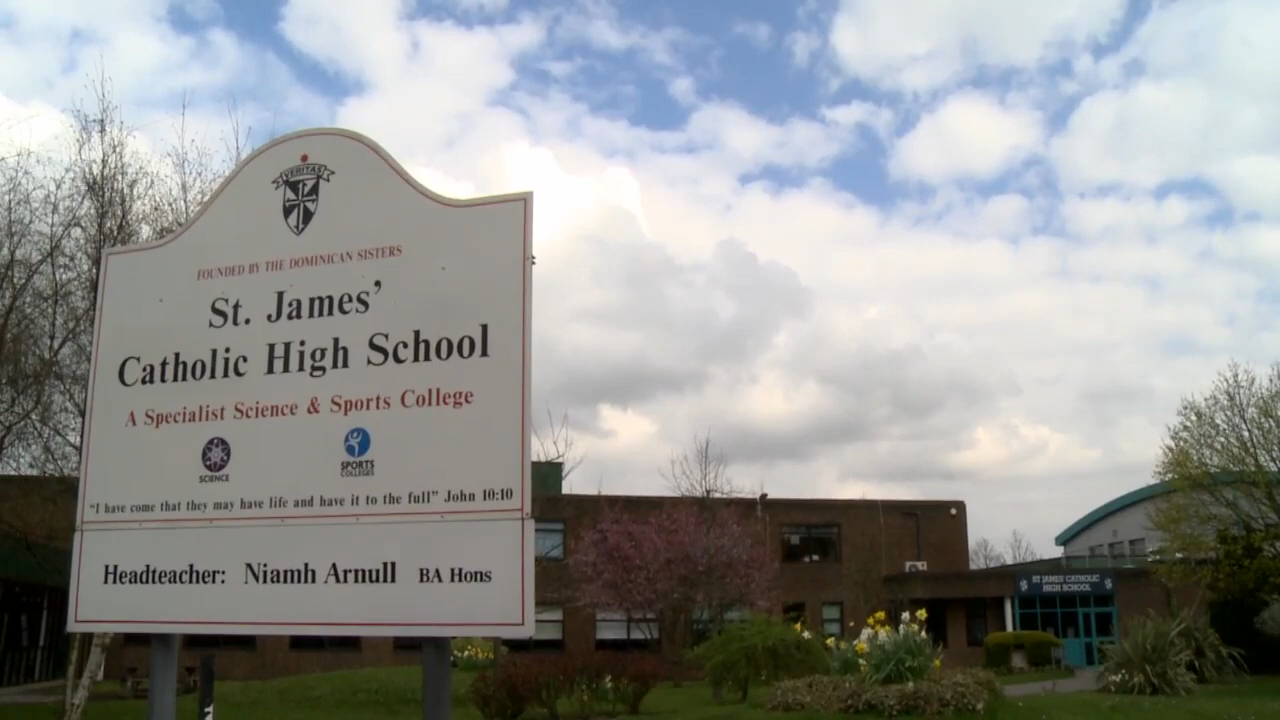 VERITAS
FOUNDED BY THE DOMINICAN SISTERS
St. James'
Catholic High School
A Specialist Science & Sports College
SCIENCE
SPORTS
COLLEGES
“I have come that they may have life and have it to the full” John 10:10
Headteacher: Niamh Arnull BA Hons
ST JAMES' CATHOLIC
HIGH SCHOOL